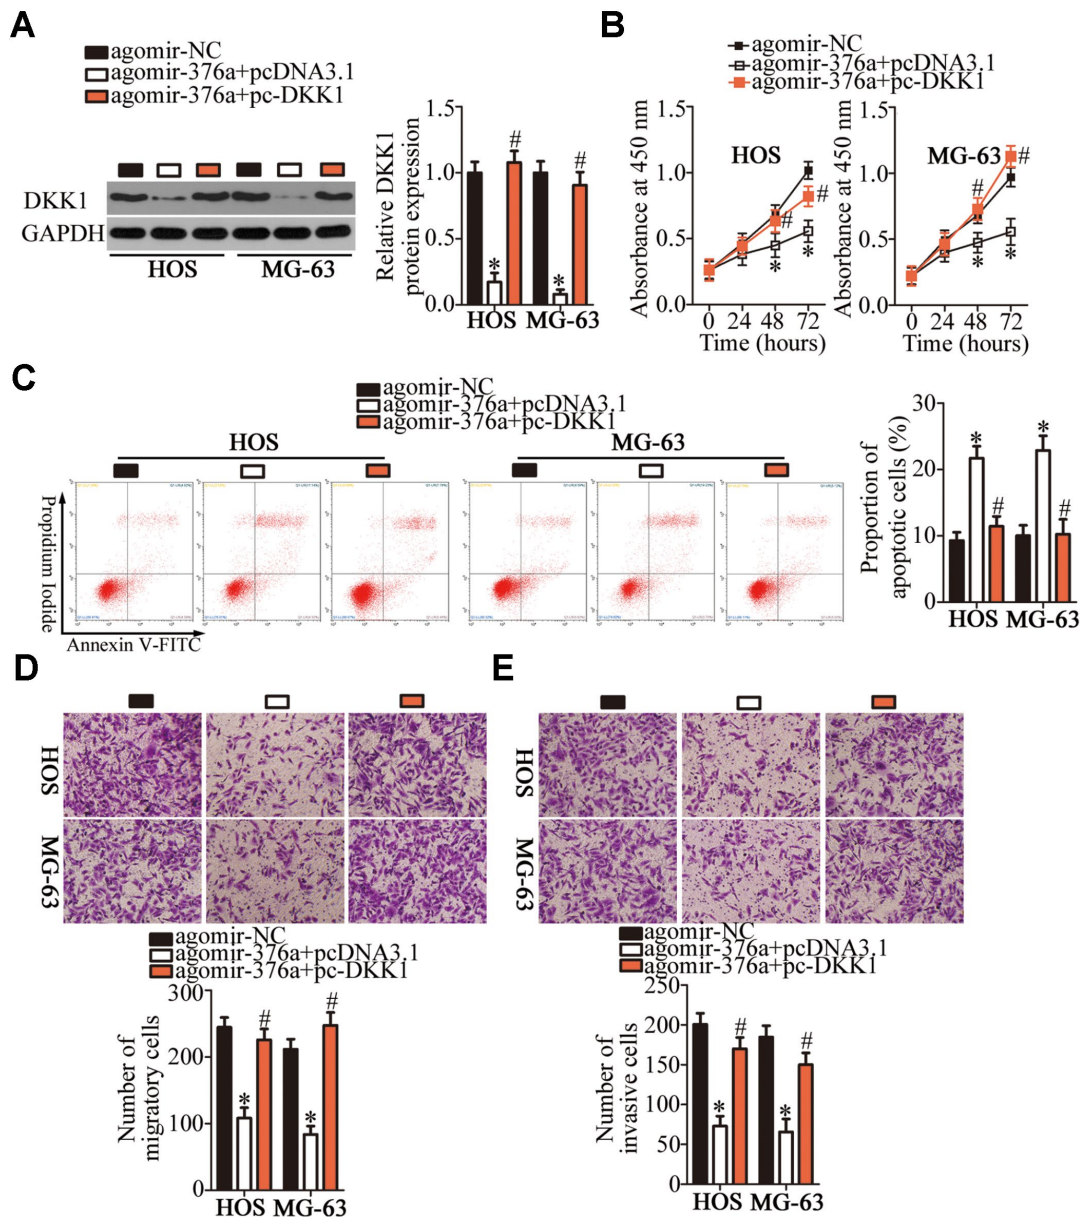 A
agomir-NC
agomir-376a+pcDNA3.1
agomir-376a+pc-DKK1
DKK1
GAPDH
HOS MG-63
Relative DKK1
protein expression
1.5
1.0
0.5
0.0
# #
* *
HOS MG-63
B
agomir-NC
agomir-376a+pcDNA3.1
agomir-376a+pc-DKK1
Absorbance at 450 nm
1.5
1.0
0.5
0.0
HOS
# #
* *
0 24 48 72
Time (hours)
Absorbance at 450 nm
1.5
1.0
0.5
0.0
MG-63
# #
* *
0 24 48 72
Time (hours)
C
agomir-NC
agomir-376a+pcDNA3.1
agomir-376a+pc-DKK1
HOS MG-63
Propidium Iodide
Annexin V-FITC
Proportion of
apoptotic cells (%)
30
20
10
0
* *
# #
HOS MG-63
D
HOS
MG-63
agomir-NC
agomir-376a+pcDNA3.1
agomir-376a+pc-DKK1
Number of
migratory cells
300
200
100
0
# #
* *
HOS MG-63
E
HOS
MG-63
agomir-NC
agomir-376a+pcDNA3.1
agomir-376a+pc-DKK1
Number of
invasive cells
250
200
150
100
50
0
# #
* *
HOS MG-63